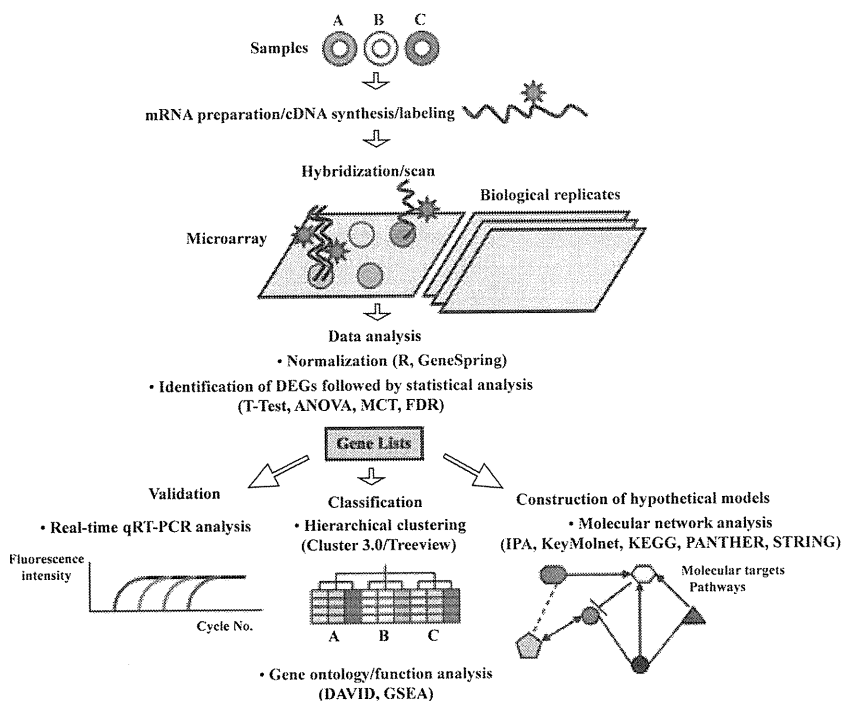 A B C
Samples
mRNA preparation/cDNA synthesis/labeling
Hybridization/scan
Biological replicates
Microarray
Data analysis
• Normalization (R, GeneSpring)
• Identification of DEGs followed by statistical analysis
(T-Test, ANOVA, MCT, FDR)
Gene Lists
Validation
• Real-time qRT-PCR analysis
Fluorescence
intensity
Cycle No.
Classification
• Hierarchical clustering
(Cluster 3.0/Treeview)
A B C
• Gene ontology/function analysis
(DAVID, GSEA)
Construction of hypothetical models
• Molecular network analysis
(IPA, KeyMolnet, KEGG, PANTHER, STRING)
Molecular targets
Pathways